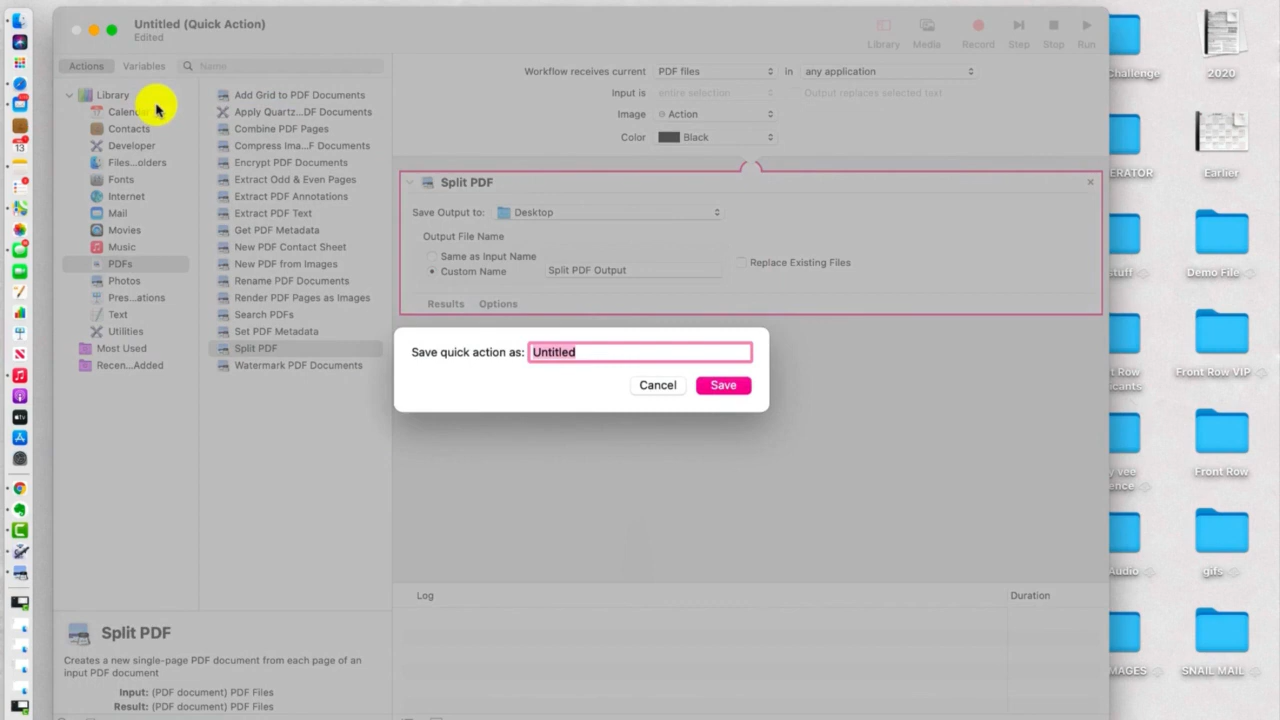 Untitled (Quick Action)
Edited
Library
Media
Record
Step
Stop
Run
Actions
Variables
Name
Workflow receives current
PDF files
in
any application
Input is
entire selection
Output replaces selected text
Image
Action
Color
Black
Library
Contacts
Developer
Files...olders
Fonts
Internet
Mail
Movies
Music
PDFs
Photos
Pres...ations
Text
Utilities
Most Used
Recen...Added
Add Grid to PDF Documents
Apply Quartz...DF Documents
Combine PDF Pages
Compress Ima...F Documents
Encrypt PDF Documents
Extract Odd & Even Pages
Extract PDF Annotations
Extract PDF Text
Get PDF Metadata
New PDF Contact Sheet
New PDF from Images
Rename PDF Documents
Render PDF Pages as Images
Search PDFs
Set PDF Metadata
Split PDF
Watermark PDF Documents
Split PDF
Save Output to:
Desktop
Output File Name
Same as Input Name
Custom Name
Split PDF Output
Replace Existing Files
Results
Options
Save quick action as:
Untitled
Cancel
Save
Log
Duration
Split PDF
Creates a new single-page PDF document from each page of an
input PDF document
Input: (PDF document) PDF Files
Result: (PDF document) PDF Files
13
tv
Challenge
2020
ERATOR
Earlier
Demo File
Front Row VIP
icants
Front Row
ence
Audio
gifs
MAGES
SNAIL MAIL